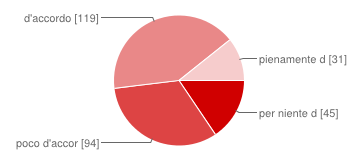 d'accordo [119]
pienamente d [31]
per niente d [45]
poco d'accor [94]